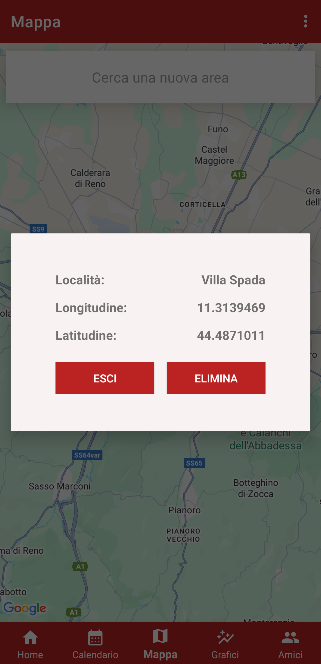 Mappa
Cerca una nuova area
Funo
Castel
Maggiore
Calderara
di Reno
A13
CORTICELLA
SS9
Località: Villa Spada
Longitudine: 11.3139469
Latitudine: 44.4871011
ESCI ELIMINA
dell'Abbadessa
SS64var
SS65
Sasso Marconi
Botteghino
di Zocca
Pianoro
PIANORO
VECCHIO
A1
Google
A1
Home Calendario Mappa Grafici Amici